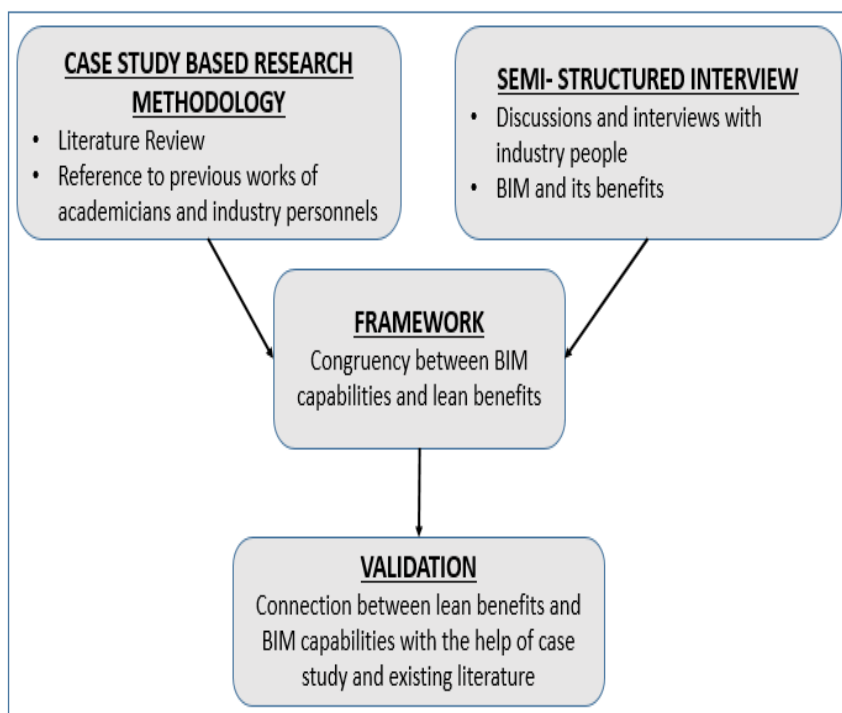 CASE STUDY BASED RESEARCH
METHODOLOGY
• Literature Review
• Reference to previous works of
academicians and industry personnels
SEMI- STRUCTURED INTERVIEW
• Discussions and interviews with
industry people
• BIM and its benefits
FRAMEWORK
Congruency between BIM
capabilities and lean benefits
VALIDATION
Connection between lean benefits and
BIM capabilities with the help of case
study and existing literature